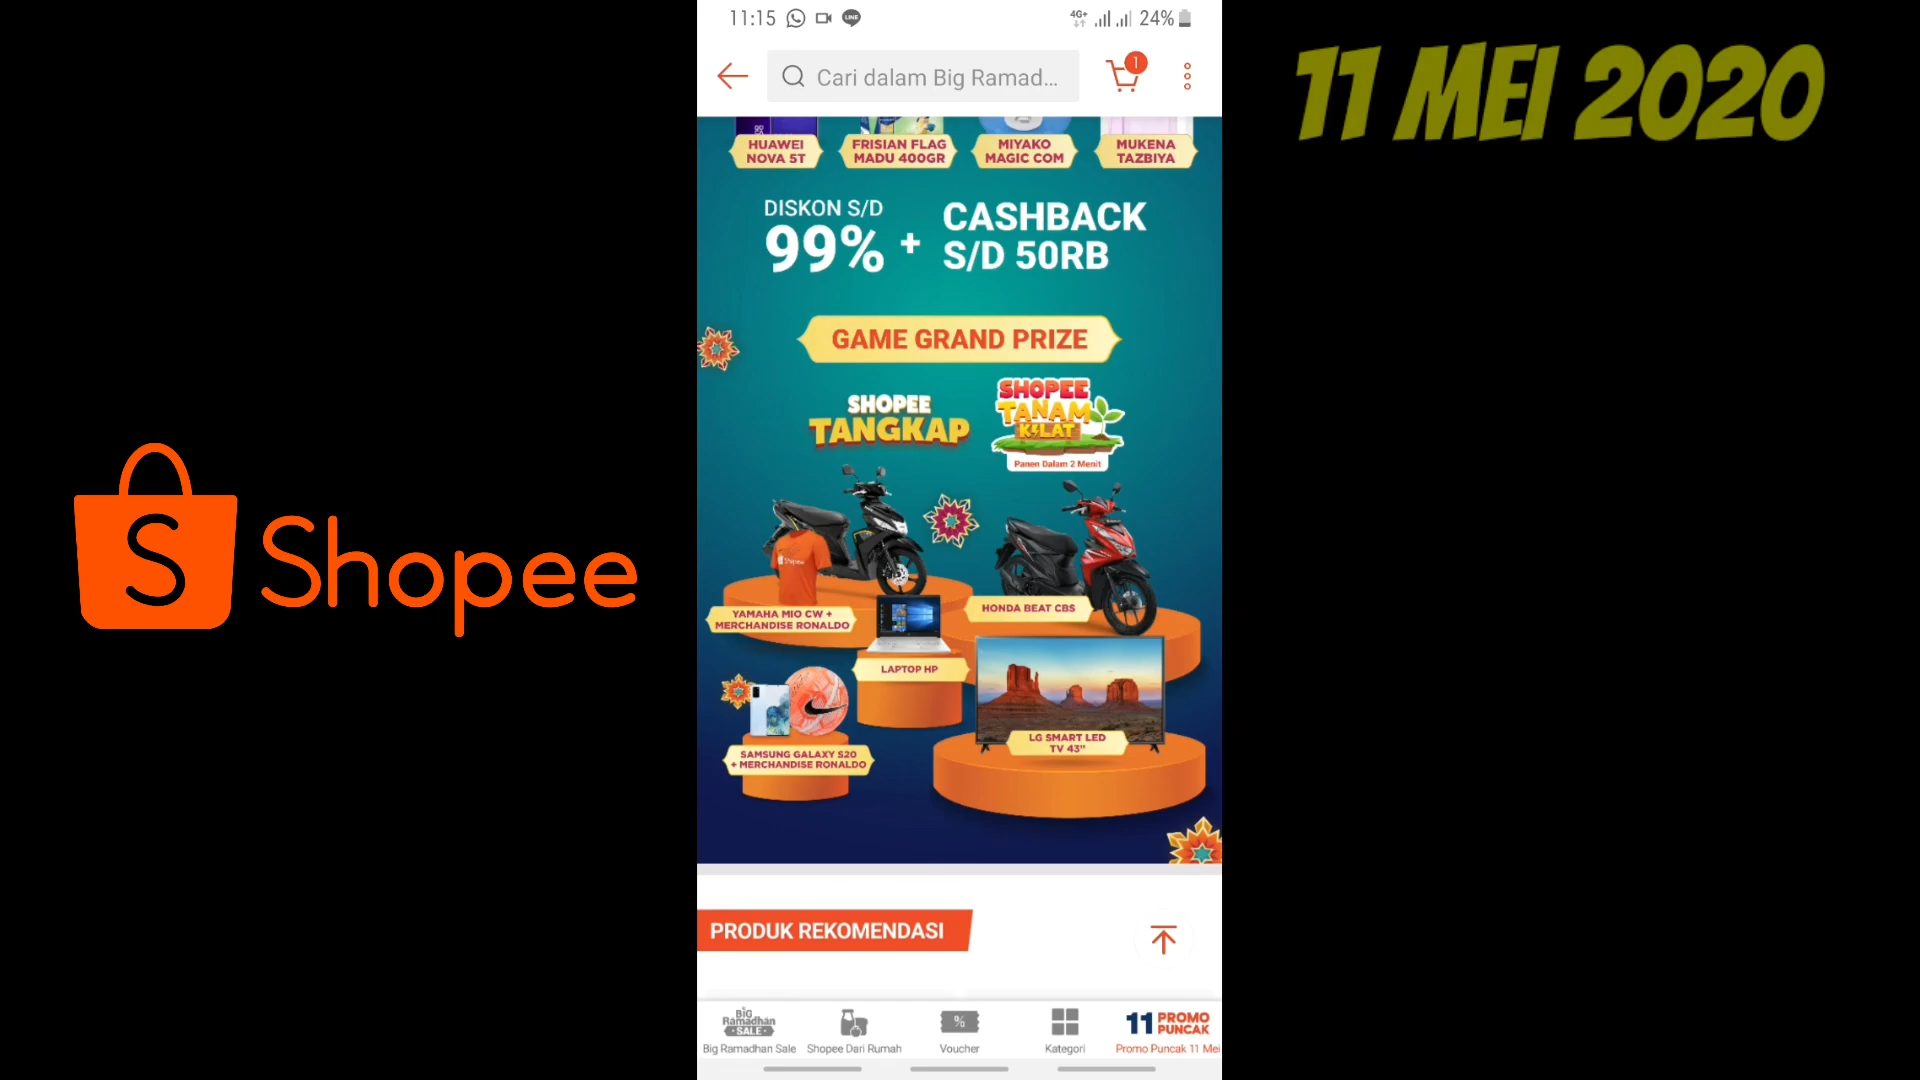 11:15
LINE
4G+
24%
11 MEI 2020
Cari dalam Big Ramad...
1
HUAWEI
NOVA 5T
FRISIAN FLAG
MADU 400GR
MIYAKO
MAGIC COM
MUKENA
TAZBIYA
DISKON S/D
99%
+
CASHBACK
S/D 50RB
GAME GRAND PRIZE
SHOPEE
TANGKAP
SHOPEE
TANAM
KILAT
Panen Dalam 2 Menit
S Shopee
Shopee
YAMAHA MIO CW +
MERCHANDISE RONALDO
HONDA BEAT CBS
LAPTOP HP
LG SMART LED
TV 43"
SAMSUNG GALAXY S20
+ MERCHANDISE RONALDO
PRODUK REKOMENDASI
Big
Ramadhan
SALE
%
11 PROMO
PUNCAK
Big Ramadhan Sale
Shopee Dari Rumah
Voucher
Kategori
Promo Puncak 11 Mei